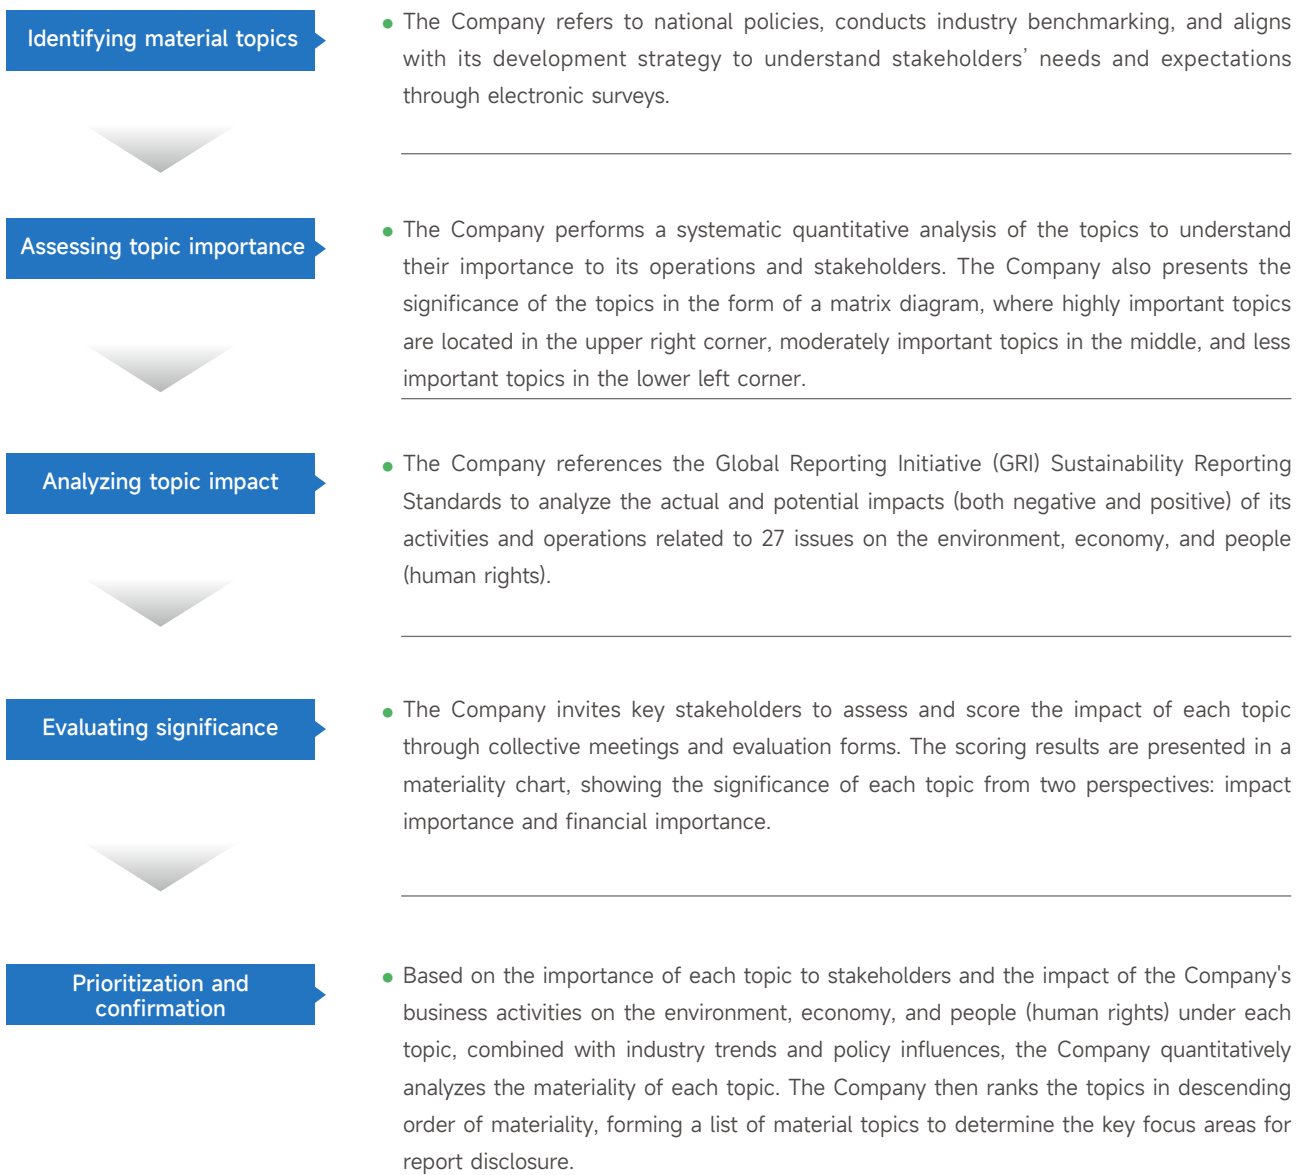 Identifying material topics
● The Company refers to national policies, conducts industry benchmarking, and aligns
with its development strategy to understand stakeholders’ needs and expectations
through electronic surveys.
Assessing topic importance
● The Company performs a systematic quantitative analysis of the topics to understand
their importance to its operations and stakeholders. The Company also presents the
significance of the topics in the form of a matrix diagram, where highly important topics
are located in the upper right corner, moderately important topics in the middle, and less
important topics in the lower left corner.
Analyzing topic impact
● The Company references the Global Reporting Initiative (GRI) Sustainability Reporting
Standards to analyze the actual and potential impacts (both negative and positive) of its
activities and operations related to 27 issues on the environment, economy, and people
(human rights).
Evaluating significance
● The Company invites key stakeholders to assess and score the impact of each topic
through collective meetings and evaluation forms. The scoring results are presented in a
materiality chart, showing the significance of each topic from two perspectives: impact
importance and financial importance.
Prioritization and
confirmation
● Based on the importance of each topic to stakeholders and the impact of the Company's
business activities on the environment, economy, and people (human rights) under each
topic, combined with industry trends and policy influences, the Company quantitatively
analyzes the materiality of each topic. The Company then ranks the topics in descending
order of materiality, forming a list of material topics to determine the key focus areas for
report disclosure.